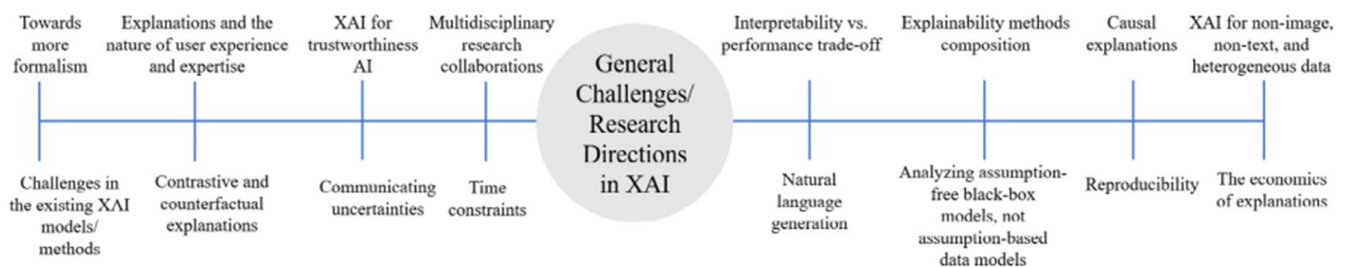 Towards
more
formalism
Explanations and the
nature of user experience
and expertise
XAI for
trustworthiness
AI
Multidisciplinary
research
collaborations
General
Challenges/
Research
Directions
in XAI
Interpretability vs.
performance trade-off
Explainability methods
composition
Causal
explanations
XAI for non-image,
non-text, and
heterogeneous data
Challenges in
the existing XAI
models/
methods
Contrastive and
counterfactual
explanations
Communicating
uncertainties
Time
constraints
Natural
language
generation
Analyzing assumption-
free black-box
models, not
assumption-based
data models
Reproducibility
The economics
of explanations